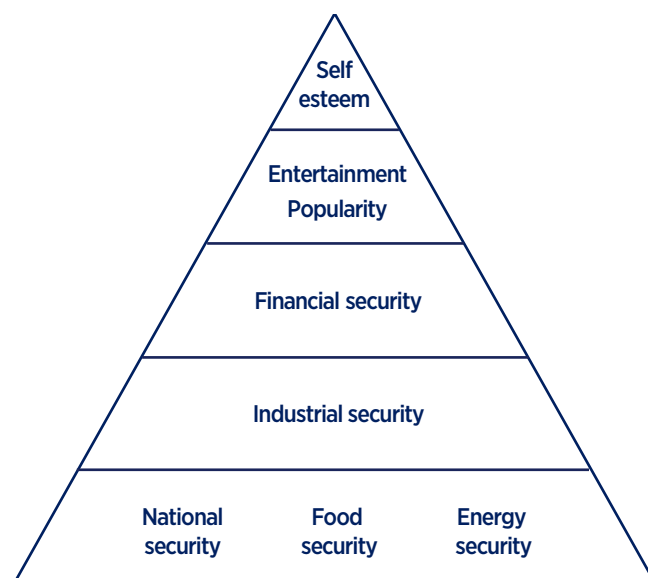 Self
esteem
Entertainment
Popularity
Financial security
Industrial security
National
security
Food
security
Energy
security